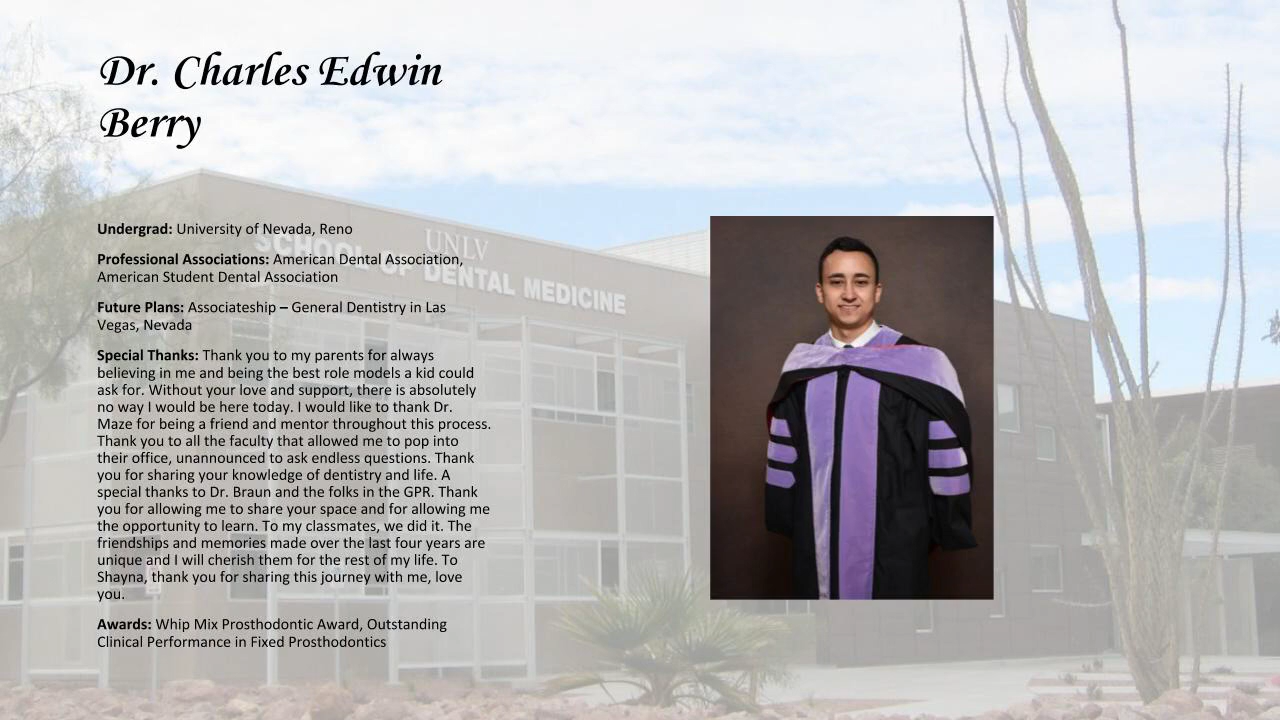 Dr. Charles Edwin
Berry
Undergrad: University of Nevada, Reno
Professional Associations: American Dental Association,
American Student Dental Association
Future Plans: Associateship – General Dentistry in Las
Vegas, Nevada
Special Thanks: Thank you to my parents for always
believing in me and being the best role models a kid could
ask for. Without your love and support, there is absolutely
no way I would be here today. I would like to thank Dr.
Maze for being a friend and mentor throughout this process.
Thank you to all the faculty that allowed me to pop into
their office, unannounced to ask endless questions. Thank
you for sharing your knowledge of dentistry and life. A
special thanks to Dr. Braun and the folks in the GPR. Thank
you for allowing me to share your space and for allowing me
the opportunity to learn. To my classmates, we did it. The
friendships and memories made over the last four years are
unique and I will cherish them for the rest of my life. To
Shayna, thank you for sharing this journey with me, love
you.
Awards: Whip Mix Prosthodontic Award, Outstanding
Clinical Performance in Fixed Prosthodontics
UNLV
SCHOOL OF DENTAL MEDICINE